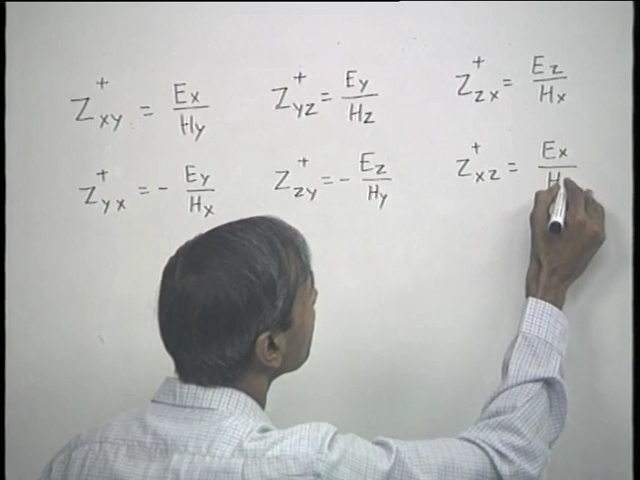 Z⁺xy = Ex/Hy Z⁺yz = Ey/Hz Z⁺zx = Ez/Hx
Z⁺yx = - Ey/Hx Z⁺zy = - Ez/Hy Z⁺xz = Ex/H